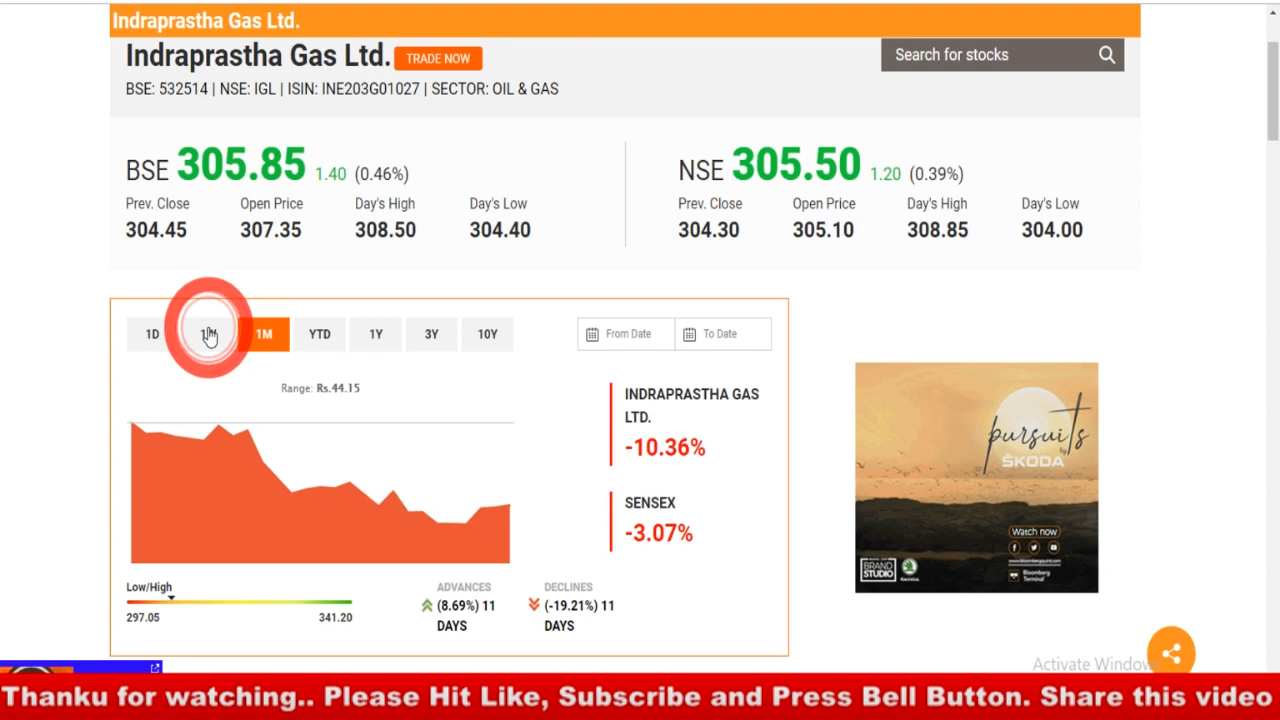 Indraprastha Gas Ltd.
Indraprastha Gas Ltd. TRADE NOW
Search for stocks
BSE: 532514 | NSE: IGL | ISIN: INE203G01027 | SECTOR: OIL & GAS
BSE 305.85 1.40 (0.46%)
Prev. Close Open Price Day's High Day's Low
304.45 307.35 308.50 304.40
NSE 305.50 1.20 (0.39%)
Prev. Close Open Price Day's High Day's Low
304.30 305.10 308.85 304.00
1D 1M YTD 1Y 3Y 10Y
From Date To Date
Range: Rs.44.15
INDRAPRASTHA GAS
LTD.
-10.36%
SENSEX
-3.07%
Low/High
297.05 341.20
ADVANCES
(8.69%) 11
DAYS
DECLINES
(-19.21%) 11
DAYS
pursuits
by
ŠKODA
Watch now
BRAND
STUDIO
Bloomberg
Terminal
Activate Window
Thanku for watching.. Please Hit Like, Subscribe and Press Bell Button. Share this video